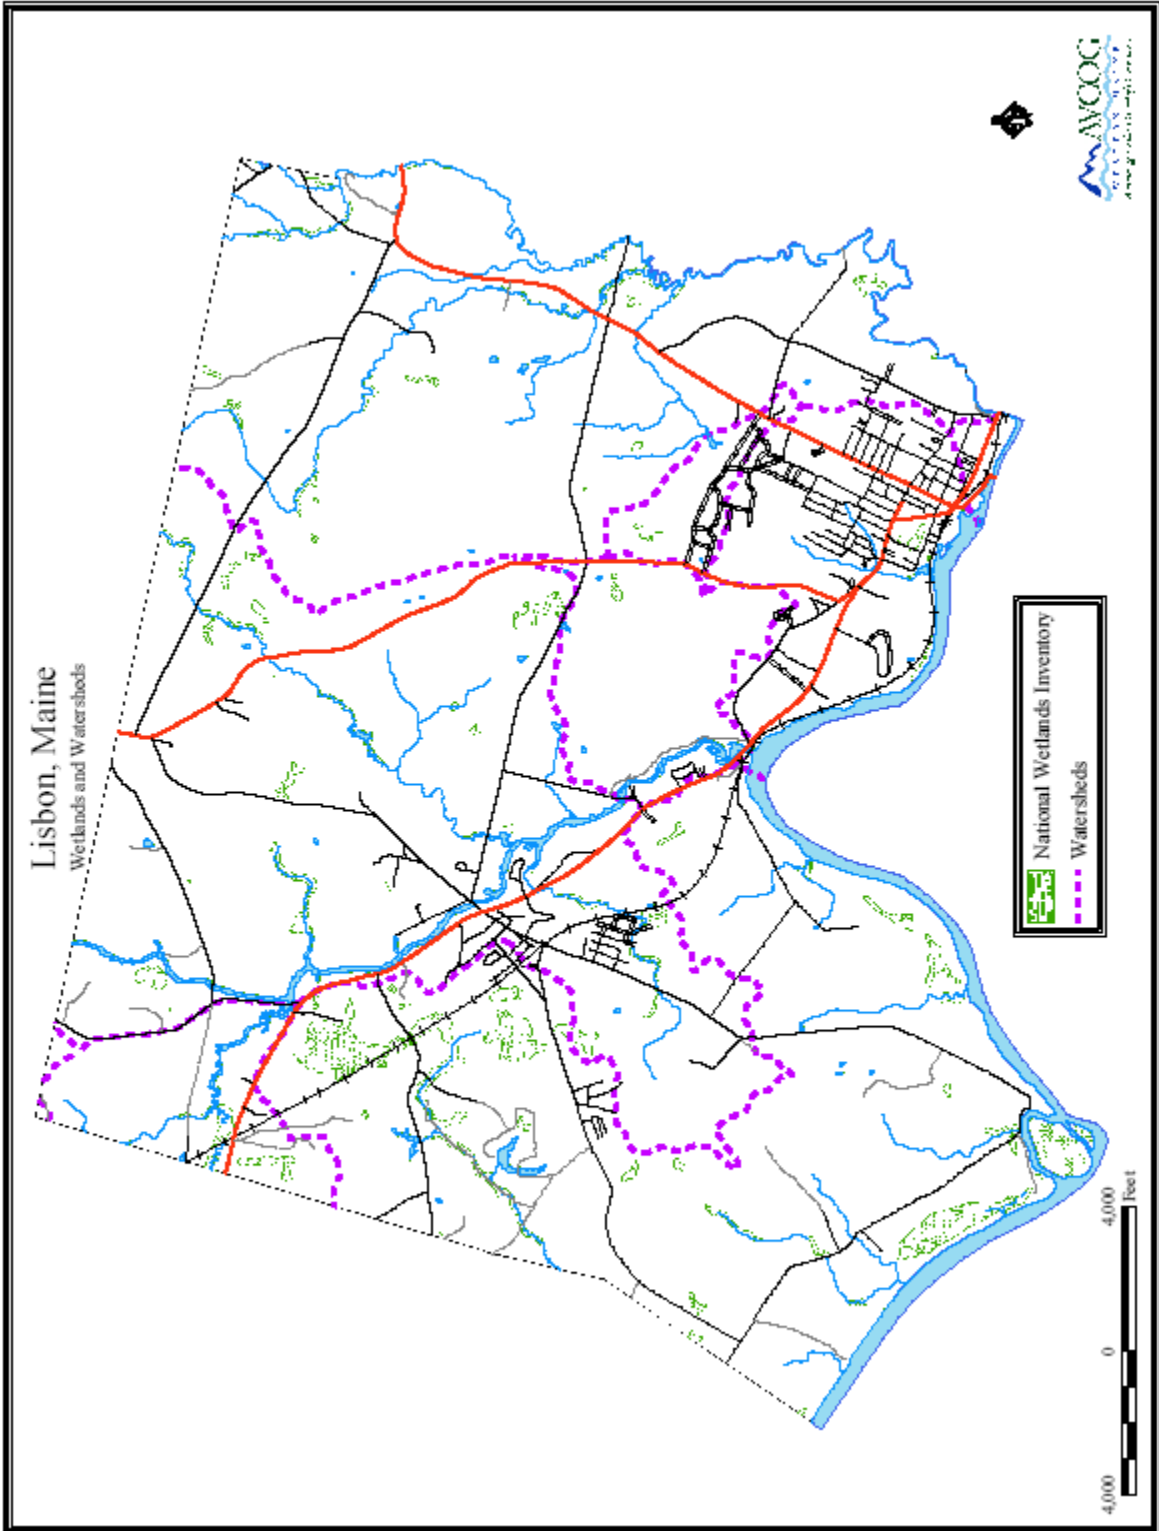 Lisbon, Maine
Wetlands and Watersheds
National Wetlands Inventory
Watersheds
4,000 0 4,000
Feet
AVCOG